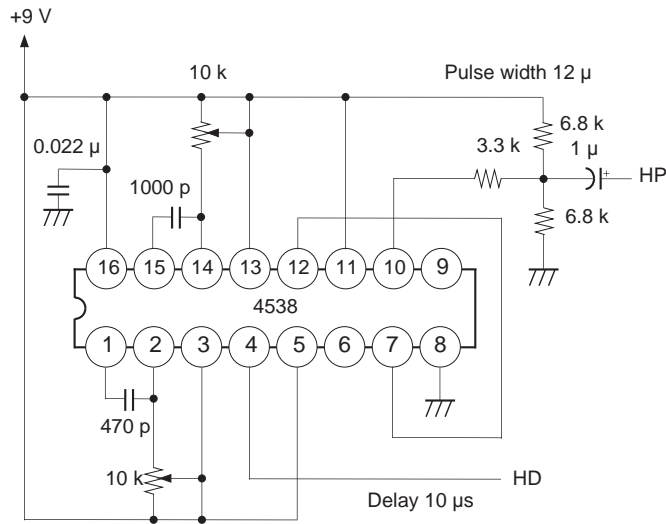 +9 V
10 k
Pulse width 12 µ
0.022 µ
6.8 k
3.3 k
1 µ
+
HP
1000 p
6.8 k
16 15 14 13 12 11 10 9
4538
1 2 3 4 5 6 7 8
470 p
10 k
HD
Delay 10 µs